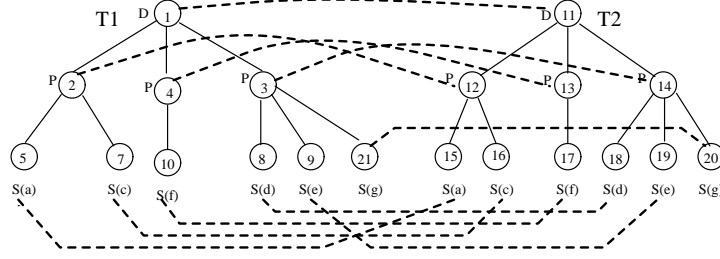 T1 D 1 D 11 T2
P 2 P 4 P 3 P 12 P 13 P 14
5 7 10 8 9 21 15 16 17 18 19 20
S(a) S(c) S(f) S(d) S(e) S(g) S(a) S(c) S(f) S(d) S(e) S(g)